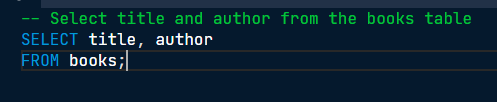 -- Select title and author from the books table
SELECT title, author
FROM books;